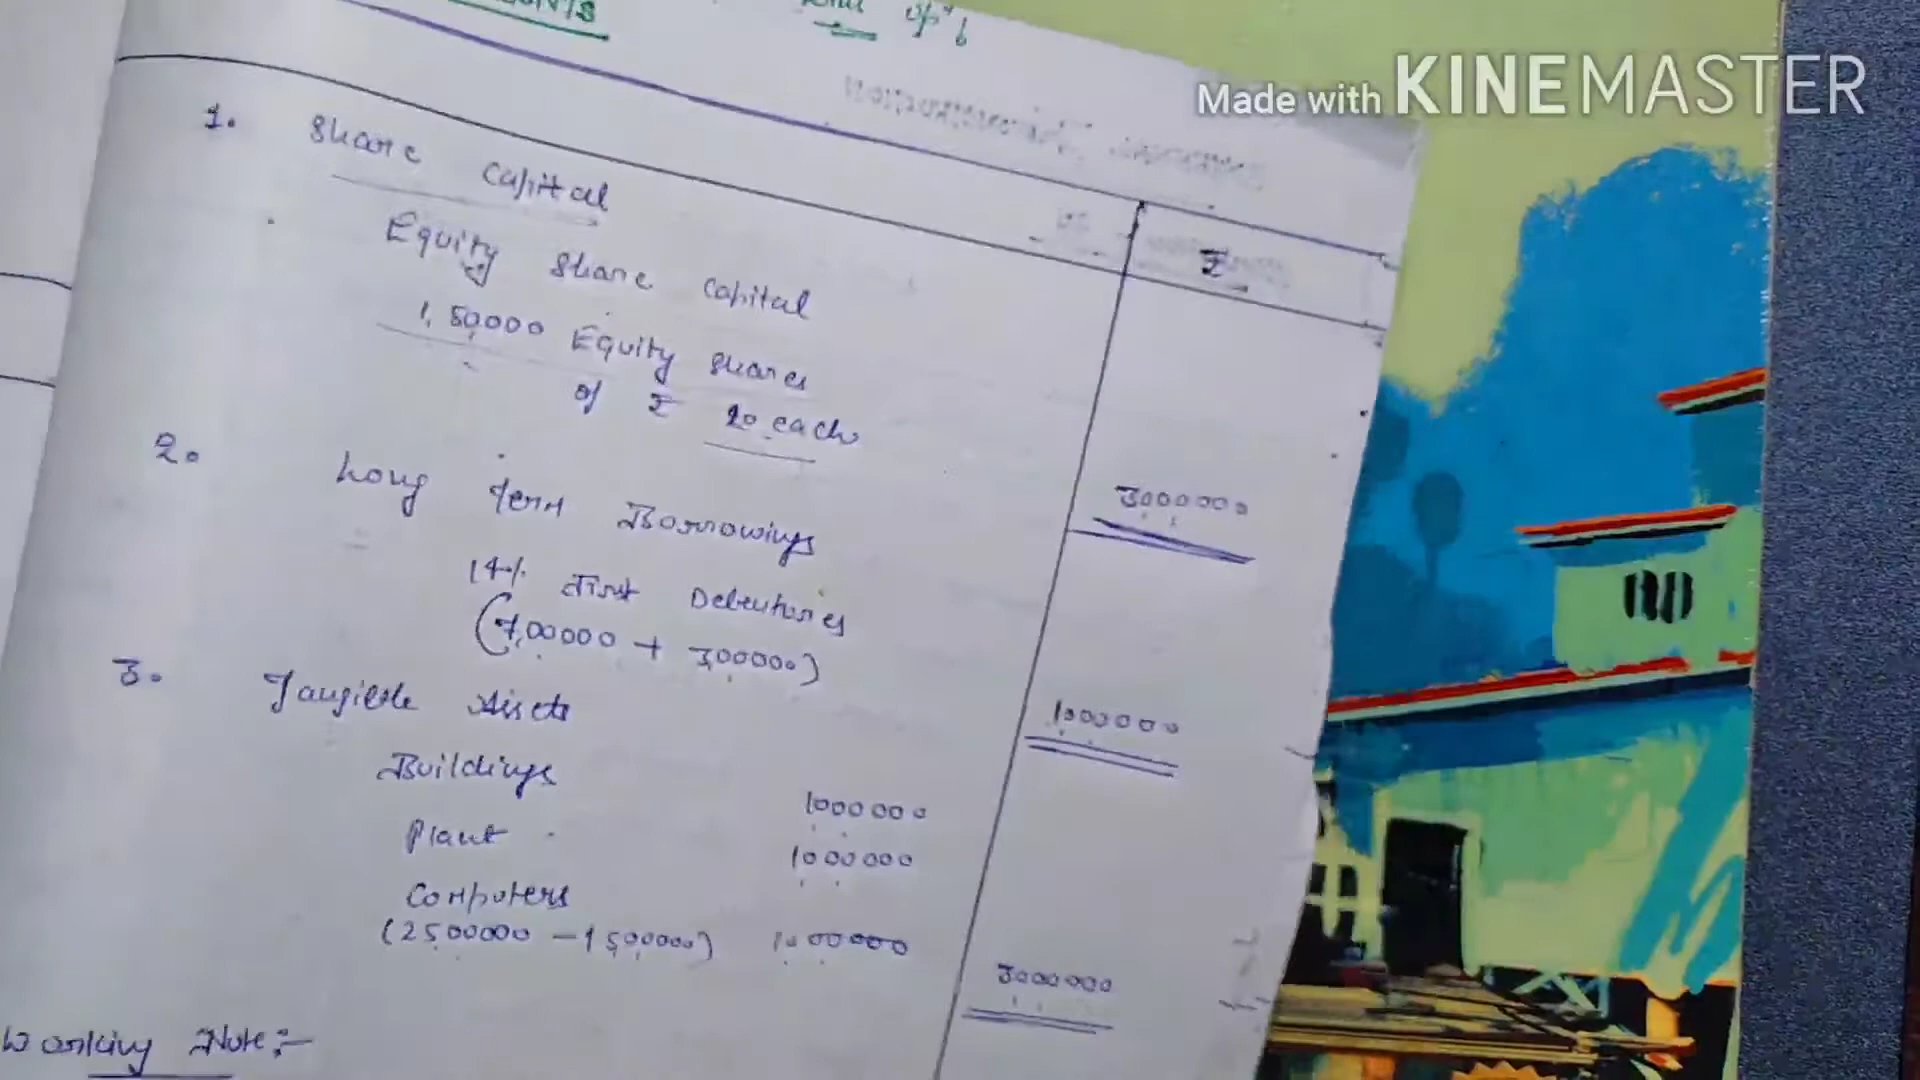 Made with KINEMASTER
₹
1. Share Capital
Equity Share Capital
1,50000 Equity Shares
of ₹ 20 each
3000000
2. Long Term Borrowings
14% First Debentures
(7,00000 + 3,00000)
1000000
3. Tangible Assets
Buildings 1000000
Plant 1000000
Computers
(2500000 - 1500000) 1000000
3000000
Working Note:-